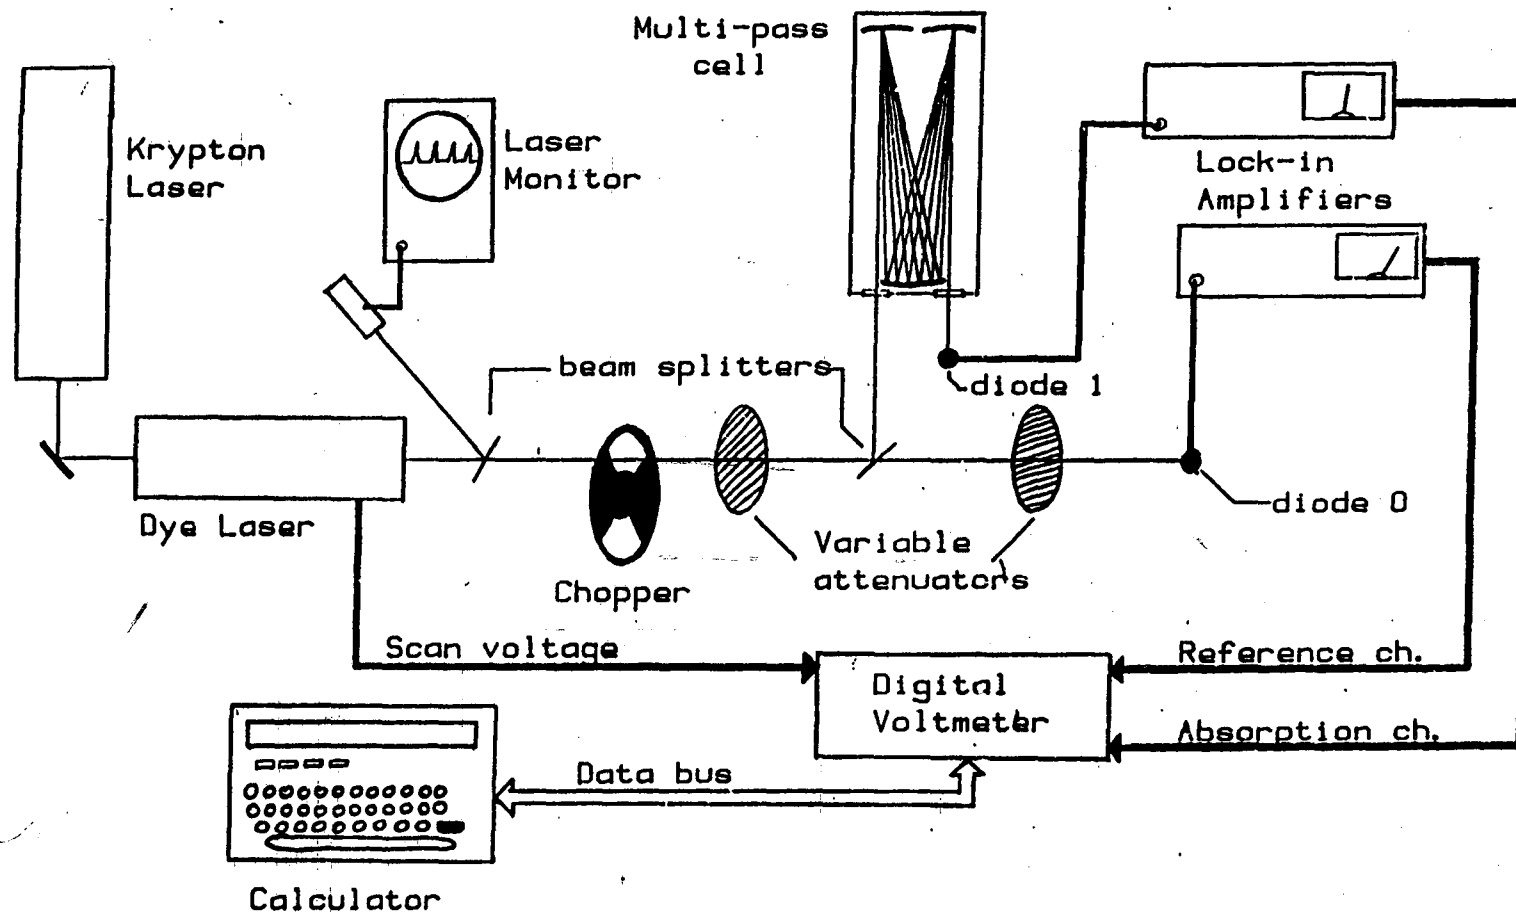 Multi-pass
cell
Krypton
Laser
Laser
Monitor
Lock-in
Amplifiers
beam splitters
diode 1
diode 0
Dye Laser
Chopper
Variable
attenuators
Scan voltage
Digital
Voltmeter
Reference ch.
Absorption ch.
Data bus
Calculator